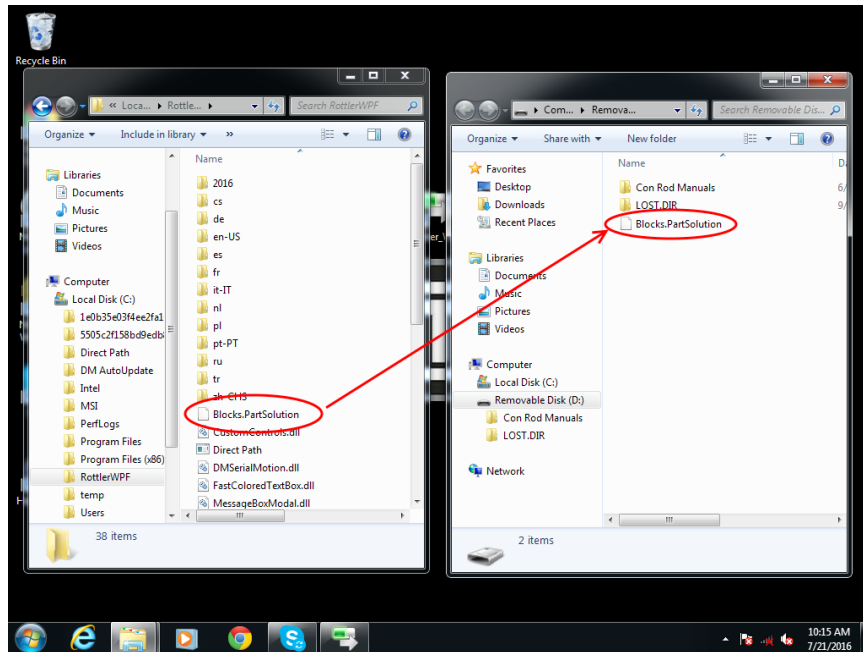 Recycle Bin
« Loca... ▸ Rottle... ▸
Search RottlerWPF
Organize ▼ Include in library ▼ »
Libraries
Documents
Music
Pictures
Videos
Computer
Local Disk (C:)
1e0b35e03f4ee2fa1
5505c2f158bd9edb
Direct Path
DM AutoUpdate
Intel
MSI
PerfLogs
Program Files
Program Files (x86)
RottlerWPF
temp
Users
Name
2016
cs
de
en-US
es
fr
it-IT
nl
pl
pt-PT
ru
tr
zh-CHS
Blocks.PartSolution
CustomControls.dll
Direct Path
DMSerialMotion.dll
FastColoredTextBox.dll
MessageBoxModal.dll
38 items
▸ Com... ▸ Remova...
Search Removable Dis...
Organize ▼ Share with ▼ New folder
Favorites
Desktop
Downloads
Recent Places
Libraries
Documents
Music
Pictures
Videos
Computer
Local Disk (C:)
Removable Disk (D:)
Con Rod Manuals
LOST.DIR
Network
Name D
Con Rod Manuals 6/
LOST.DIR 9/
Blocks.PartSolution
2 items
10:15 AM
7/21/2016